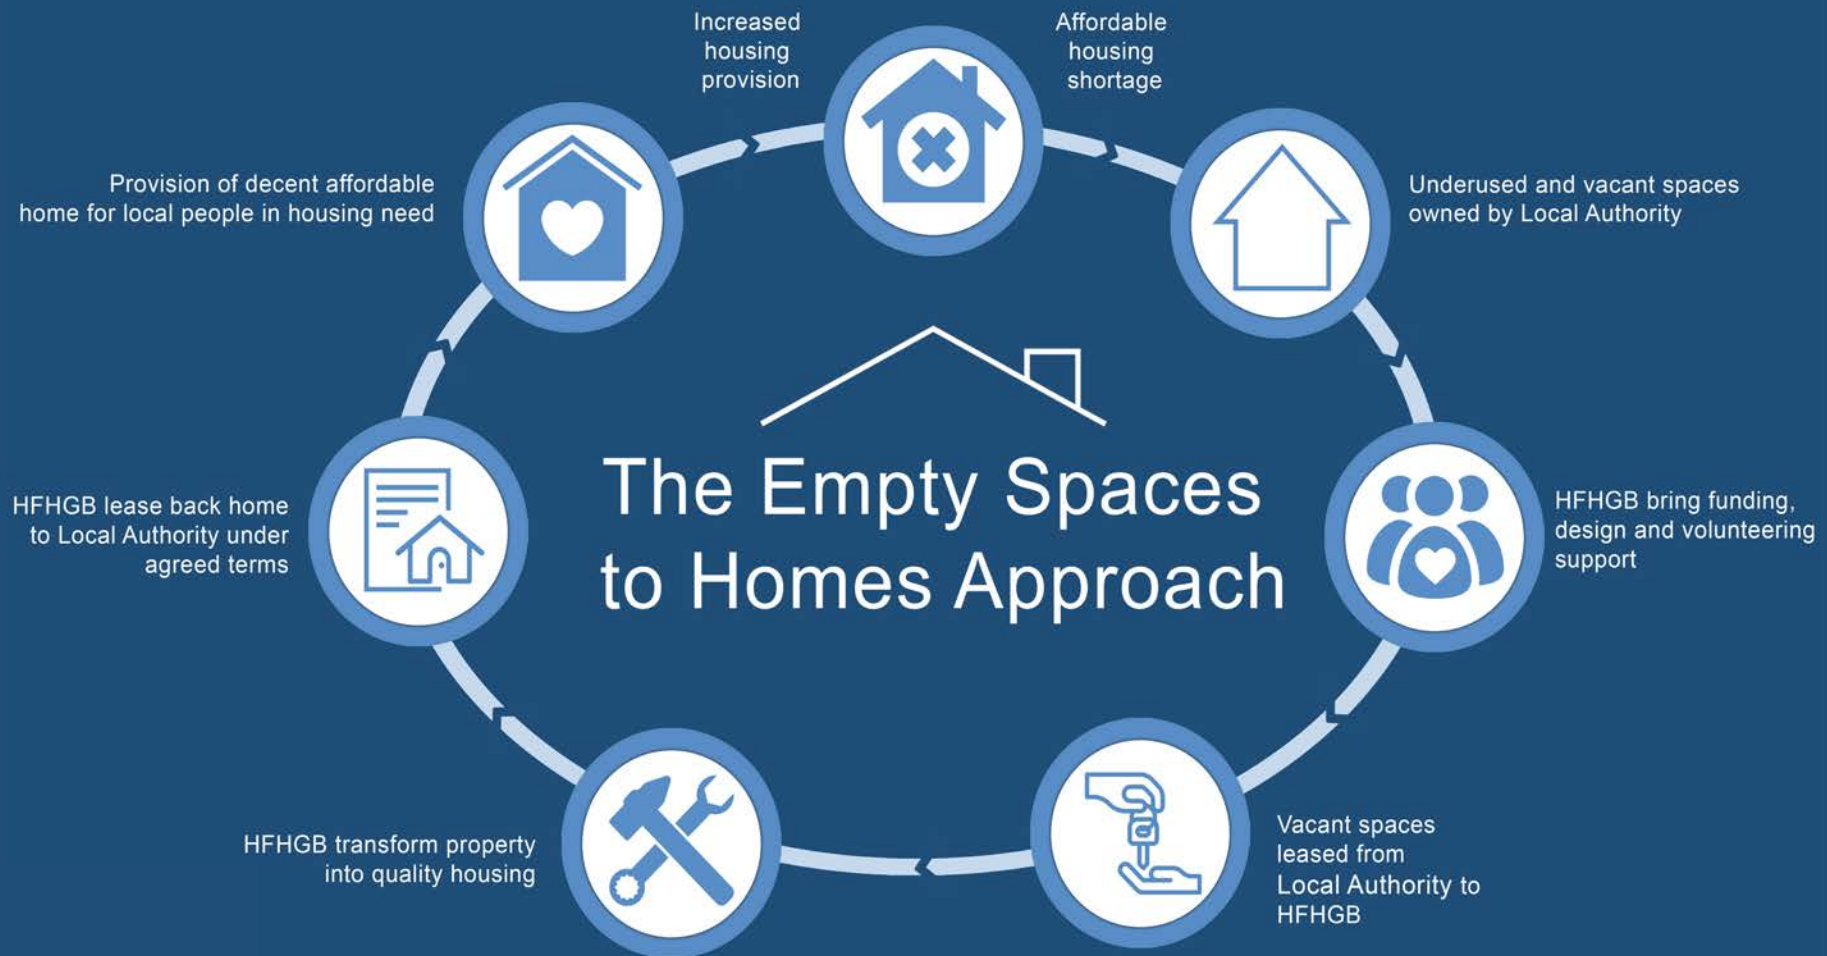 Increased
housing
provision
Affordable
housing
shortage
Provision of decent affordable
home for local people in housing need
Underused and vacant spaces
owned by Local Authority
The Empty Spaces
to Homes Approach
HFHGB lease back home
to Local Authority under
agreed terms
HFHGB bring funding,
design and volunteering
support
HFHGB transform property
into quality housing
Vacant spaces
leased from
Local Authority to
HFHGB